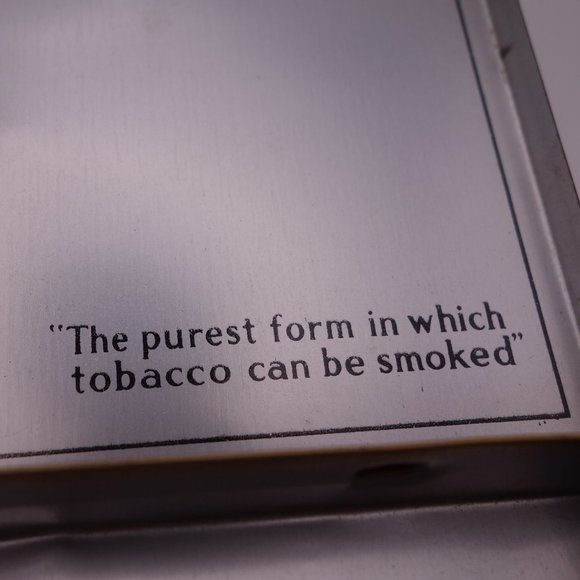 "The purest form in which
tobacco can be smoked"